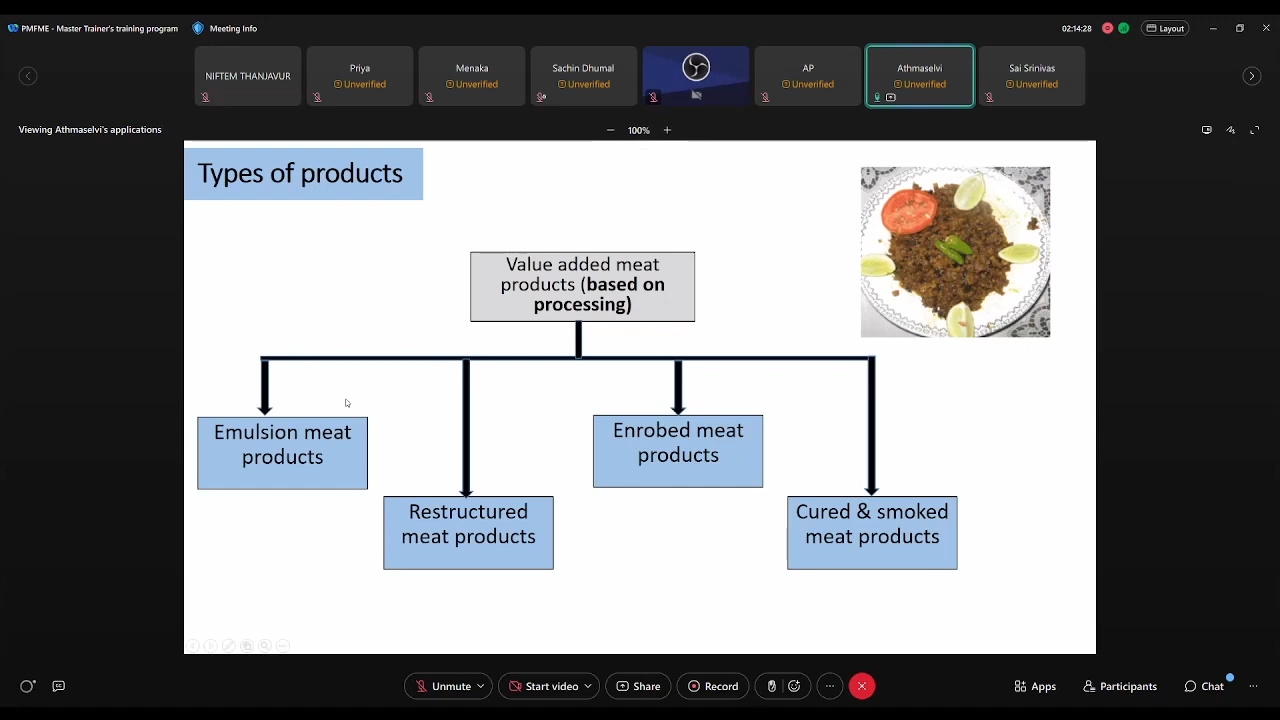 PMFME - Master Trainer's training program
Meeting Info
02:14:28
Layout
NIFTEM THANJAVUR
Priya
Unverified
Menaka
Unverified
Sachin Dhumal
Unverified
AP
Unverified
Athmaselvi
Unverified
Sai Srinivas
Unverified
Viewing Athmaselvi's applications
100%
Types of products
Value added meat
products (based on
processing)
Emulsion meat
products
Restructured
meat products
Enrobed meat
products
Cured & smoked
meat products
Unmute
Start video
Share
Record
Apps
Participants
Chat